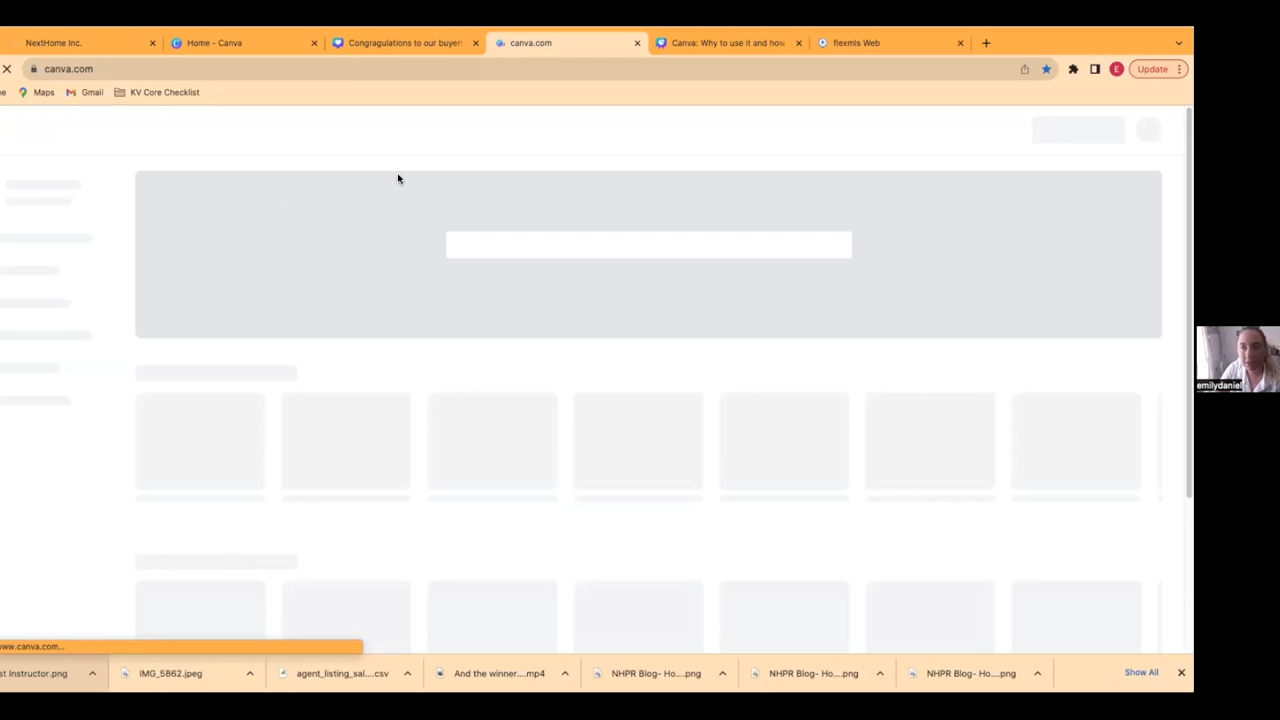 NextHome Inc.
Home - Canva
Congragulations to our buyer
canva.com
Canva: Why to use it and how
flexmls Web
canva.com
Update
Maps
Gmail
KV Core Checklist
emilydaniel
www.canva.com...
st Instructor.png
IMG_5862.jpeg
agent_listing_sal....csv
And the winner....mp4
NHPR Blog- Ho....png
NHPR Blog- Ho....png
NHPR Blog- Ho....png
Show All